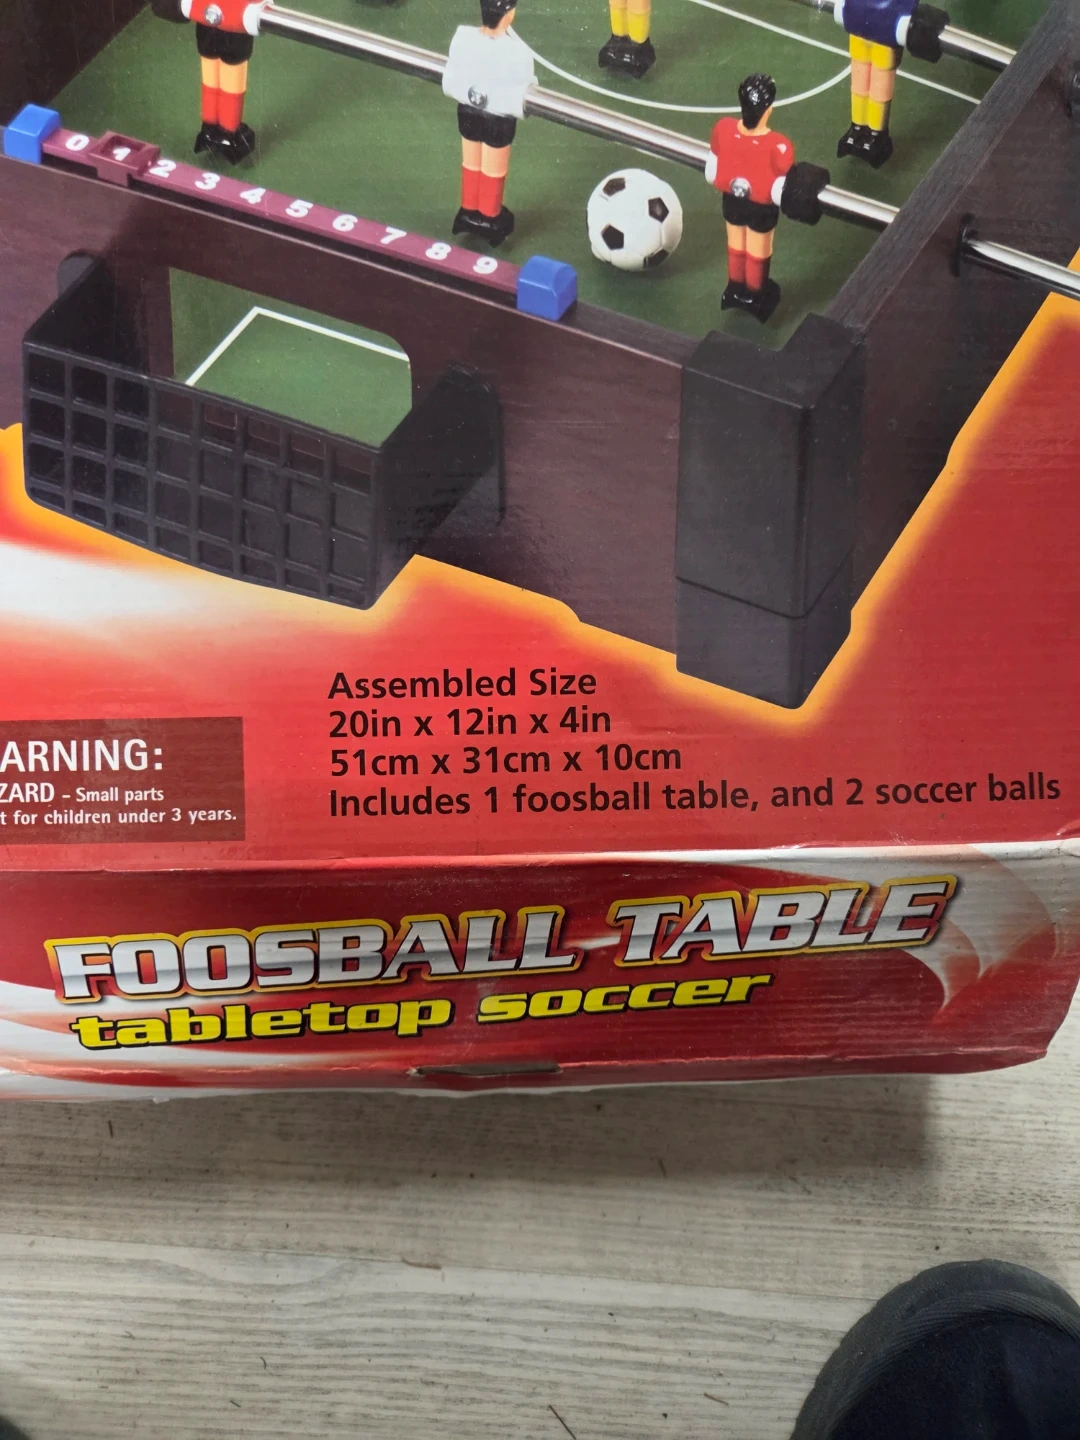 0 1 2 3 4 5 6 7 8 9
Assembled Size
20in x 12in x 4in
51cm x 31cm x 10cm
Includes 1 foosball table, and 2 soccer balls
ARNING:
ZARD - Small parts
t for children under 3 years.
FOOSBALL TABLE
tabletop soccer